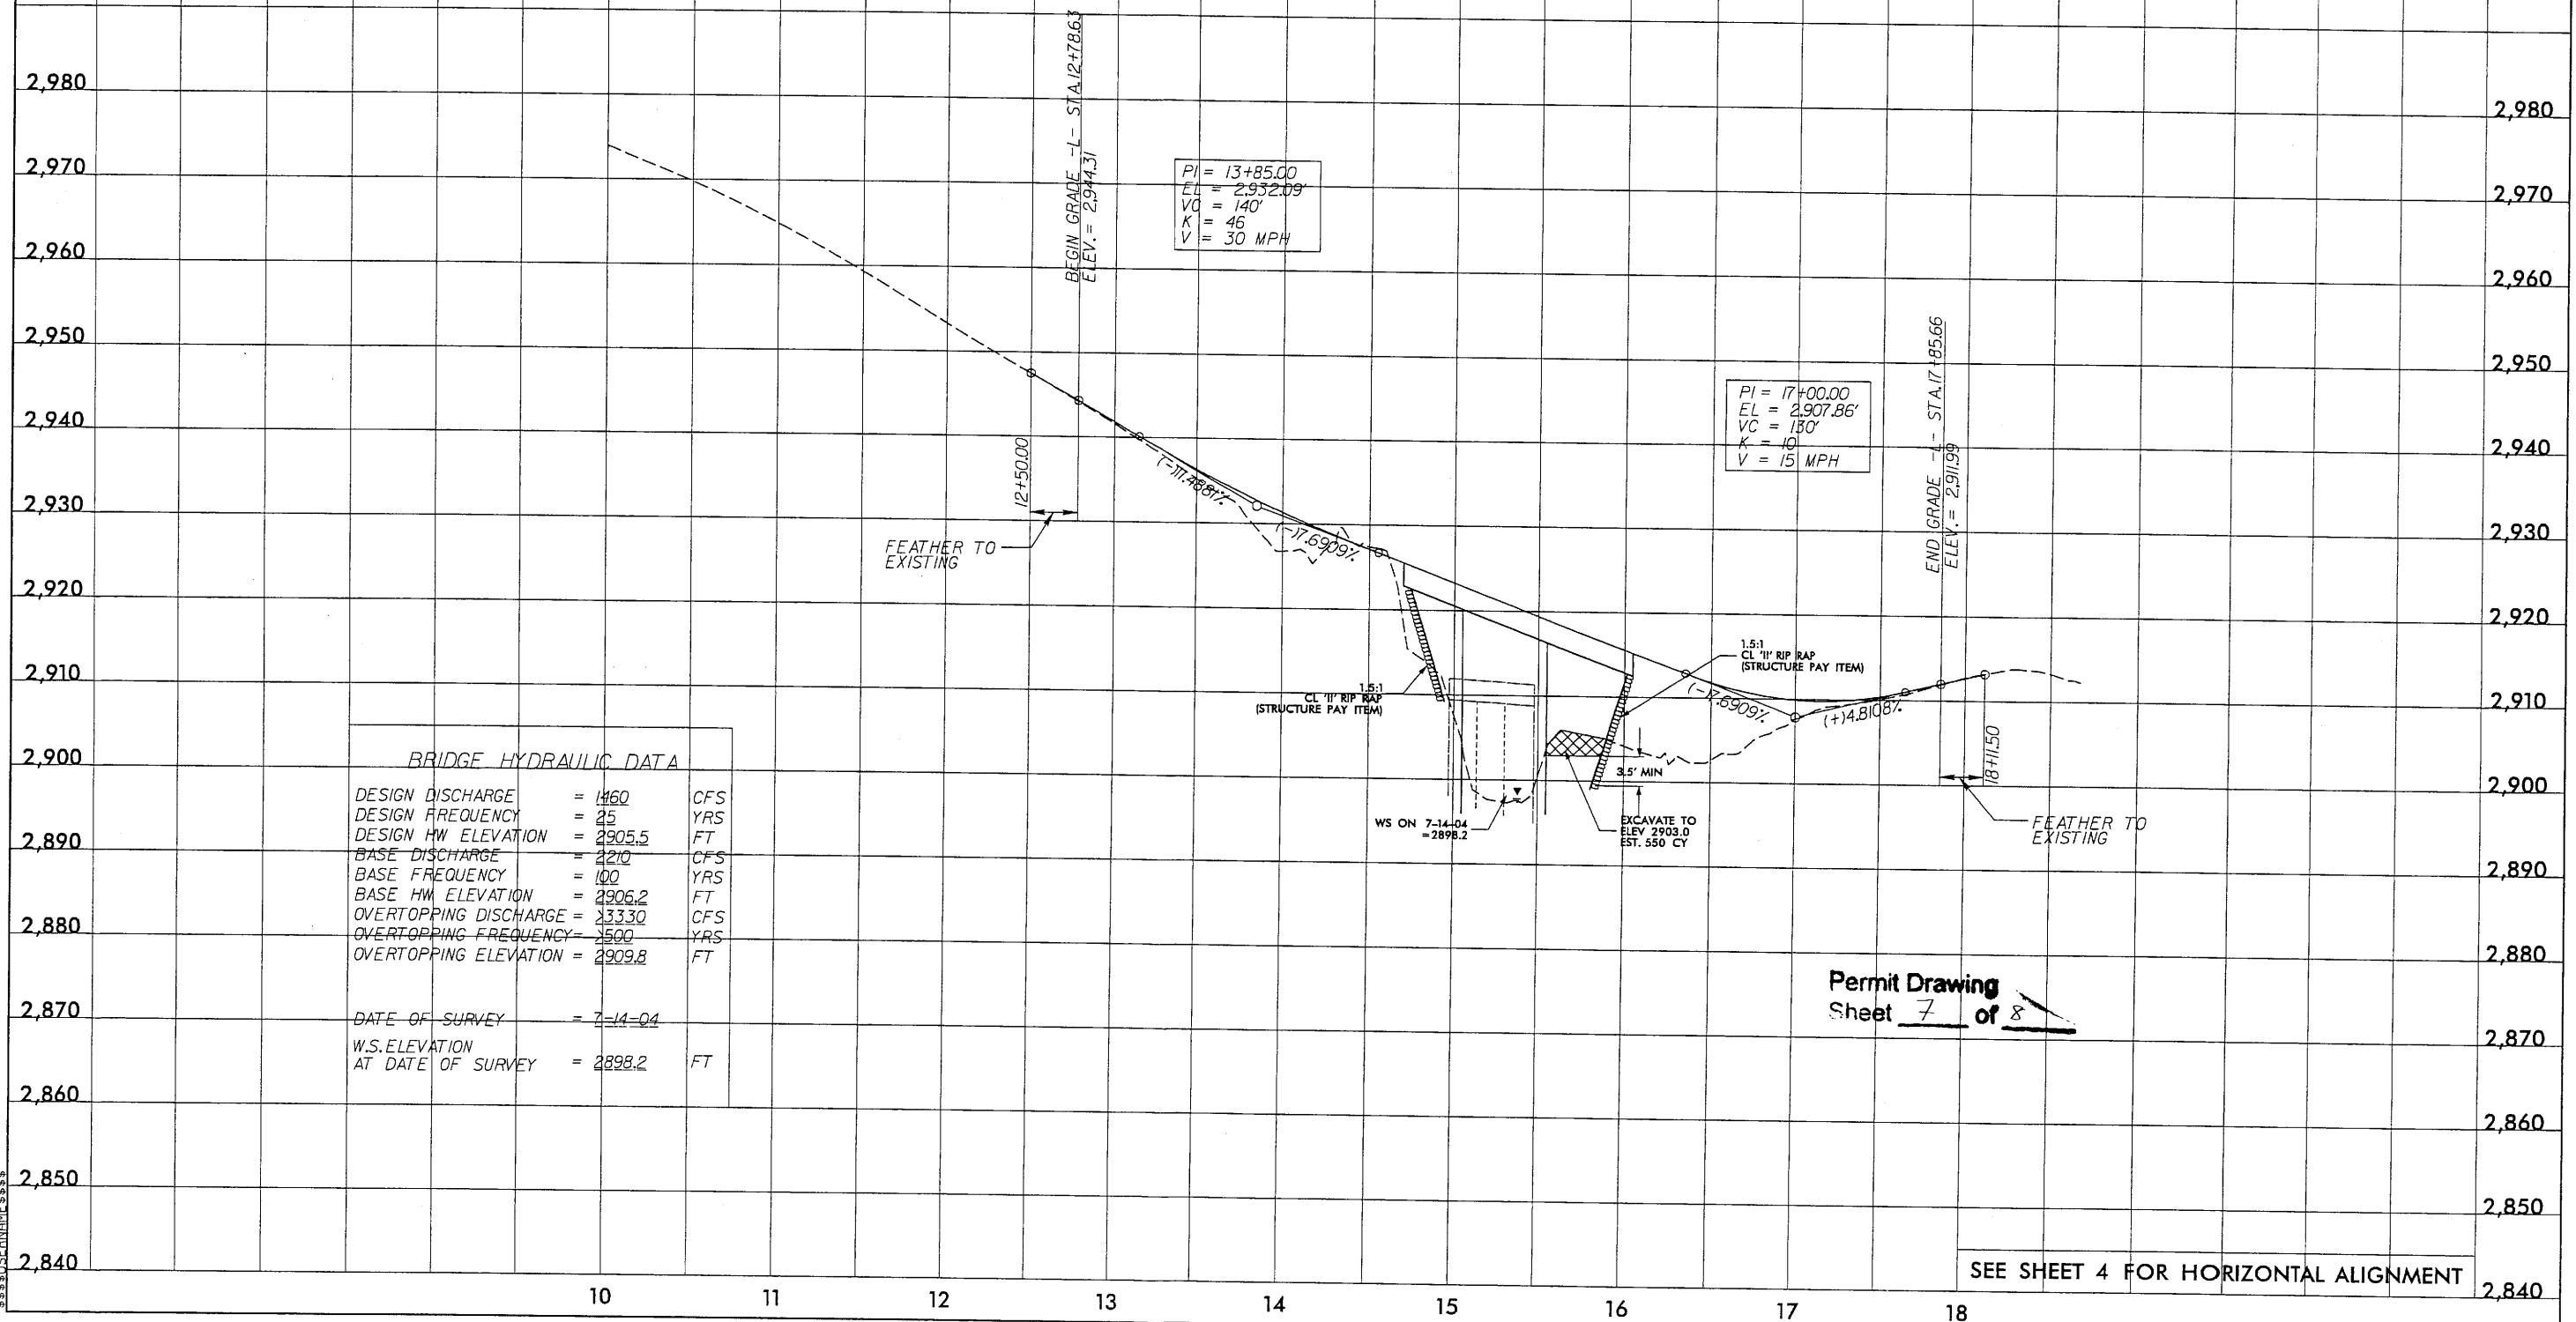 2,980
2,970
2,960
2,950
2,940
2,930
2,920
2,910
2,900
2,890
2,880
2,870
2,860
2,850
2,840
BEGIN GRADE -L- STA.12+78.63
ELEV. = 2,944.31
PI = 13+85.00
EL = 2,932.09'
VC = 140'
K = 46
V = 30 MPH
12+50.00
FEATHER TO
EXISTING
(-)11.4881%
(-)7.6909%
PI = 17+00.00
EL = 2,907.86'
VC = 130'
K = 10
V = 15 MPH
END GRADE -L- STA.17+85.66
ELEV. = 2,911.99
1.5:1
CL 'II' RIP RAP
(STRUCTURE PAY ITEM)
1.5:1
CL 'II' RIP RAP
(STRUCTURE PAY ITEM)
(-)7.6909%
(+)4.8108%
18+11.50
FEATHER TO
EXISTING
3.5' MIN
WS ON 7-14-04
=2898.2
EXCAVATE TO
ELEV 2903.0
EST. 550 CY
BRIDGE HYDRAULIC DATA
DESIGN DISCHARGE = 1460 CFS
DESIGN FREQUENCY = 25 YRS
DESIGN HW ELEVATION = 2905.5 FT
BASE DISCHARGE = 2210 CFS
BASE FREQUENCY = 100 YRS
BASE HW ELEVATION = 2906.2 FT
OVERTOPPING DISCHARGE = >3330 CFS
OVERTOPPING FREQUENCY = >500 YRS
OVERTOPPING ELEVATION = 2909.8 FT
DATE OF SURVEY = 7-14-04
W.S.ELEVATION
AT DATE OF SURVEY = 2898.2 FT
Permit Drawing
Sheet 7 of 8
2,980
2,970
2,960
2,950
2,940
2,930
2,920
2,910
2,900
2,890
2,880
2,870
2,860
2,850
2,840
SEE SHEET 4 FOR HORIZONTAL ALIGNMENT
10 11 12 13 14 15 16 17 18